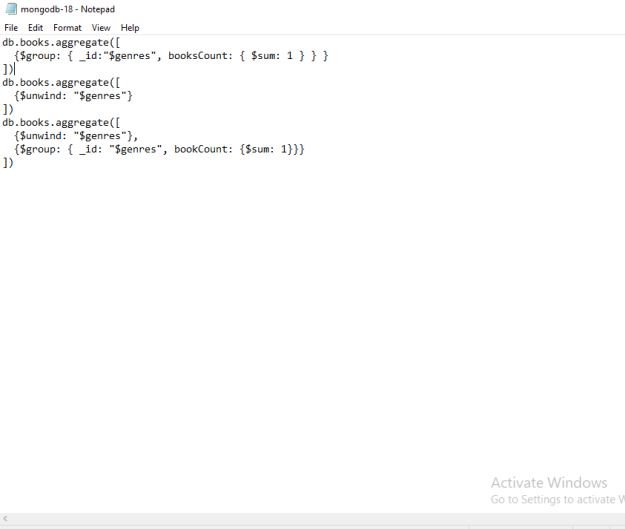 mongodb-18 - Notepad
File Edit Format View Help
db.books.aggregate([
  {$group: { _id:"$genres", booksCount: { $sum: 1 } } }
])
db.books.aggregate([
  {$unwind: "$genres"}
])
db.books.aggregate([
  {$unwind: "$genres"},
  {$group: { _id: "$genres", bookCount: {$sum: 1}}}
])
Activate Windows
Go to Settings to activate